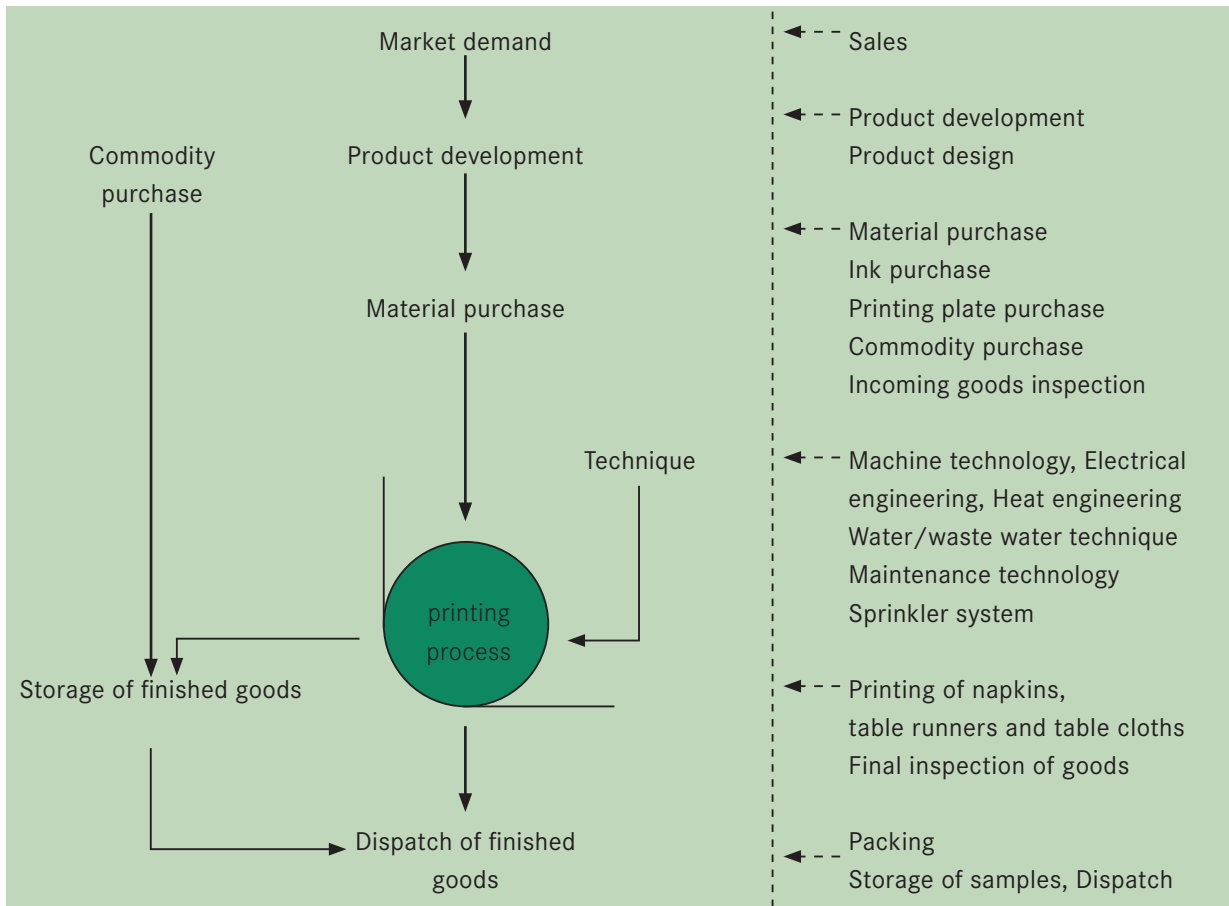 Market demand
Commodity
purchase
Product development
Material purchase
Technique
printing
process
Storage of finished goods
Dispatch of finished
goods
Sales
Product development
Product design
Material purchase
Ink purchase
Printing plate purchase
Commodity purchase
Incoming goods inspection
Machine technology, Electrical
engineering, Heat engineering
Water/waste water technique
Maintenance technology
Sprinkler system
Printing of napkins,
table runners and table cloths
Final inspection of goods
Packing
Storage of samples, Dispatch